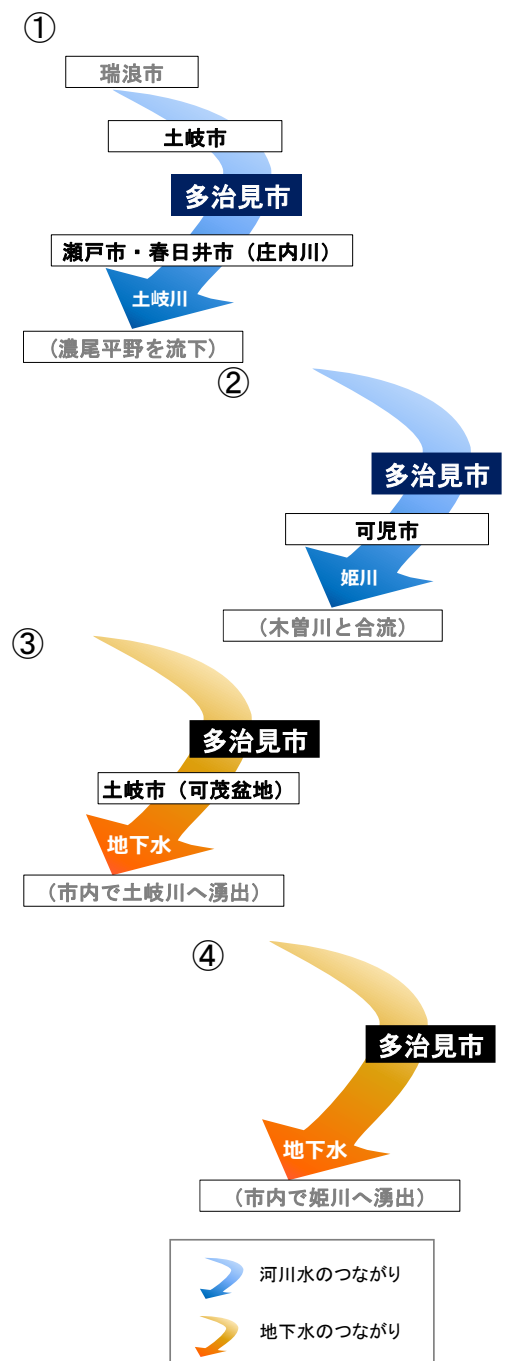 ①
瑞浪市
土岐市
多治見市
瀬戸市・春日井市（庄内川）
土岐川
（濃尾平野を流下）
②
多治見市
可児市
姫川
（木曽川と合流）
③
多治見市
土岐市（可茂盆地）
地下水
（市内で土岐川へ湧出）
④
多治見市
地下水
（市内で姫川へ湧出）
河川水のつながり
地下水のつながり